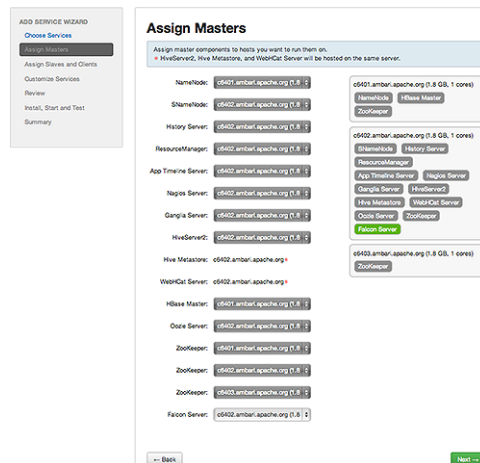 ADD SERVICE WIZARD
Choose Services
Assign Masters
Assign Slaves and Clients
Customize Services
Review
Install, Start and Test
Summary
Assign Masters
Assign master components to hosts you want to run them on.
* HiveServer2, Hive Metastore, and WebHCat Server will be hosted on the same server.
NameNode: c6401.ambari.apache.org (1.8
SNameNode: c6402.ambari.apache.org (1.8
History Server: c6402.ambari.apache.org (1.8
ResourceManager: c6402.ambari.apache.org (1.8
App Timeline Server: c6402.ambari.apache.org (1.8
Nagios Server: c6402.ambari.apache.org (1.8
Ganglia Server: c6402.ambari.apache.org (1.8
HiveServer2: c6402.ambari.apache.org (1.8
Hive Metastore: c6402.ambari.apache.org*
WebHCat Server: c6402.ambari.apache.org*
HBase Master: c6401.ambari.apache.org (1.8
Oozie Server: c6402.ambari.apache.org (1.8
ZooKeeper: c6401.ambari.apache.org (1.8
ZooKeeper: c6402.ambari.apache.org (1.8
ZooKeeper: c6403.ambari.apache.org (1.8
Falcon Server: c6402.ambari.apache.org (1.8
c6401.ambari.apache.org (1.8 GB, 1 cores)
NameNode HBase Master
ZooKeeper
c6402.ambari.apache.org (1.8 GB, 1 cores)
SNameNode History Server
ResourceManager
App Timeline Server Nagios Server
Ganglia Server HiveServer2
Hive Metastore WebHCat Server
Oozie Server ZooKeeper
Falcon Server
c6403.ambari.apache.org (1.8 GB, 1 cores)
ZooKeeper
← Back
Next →